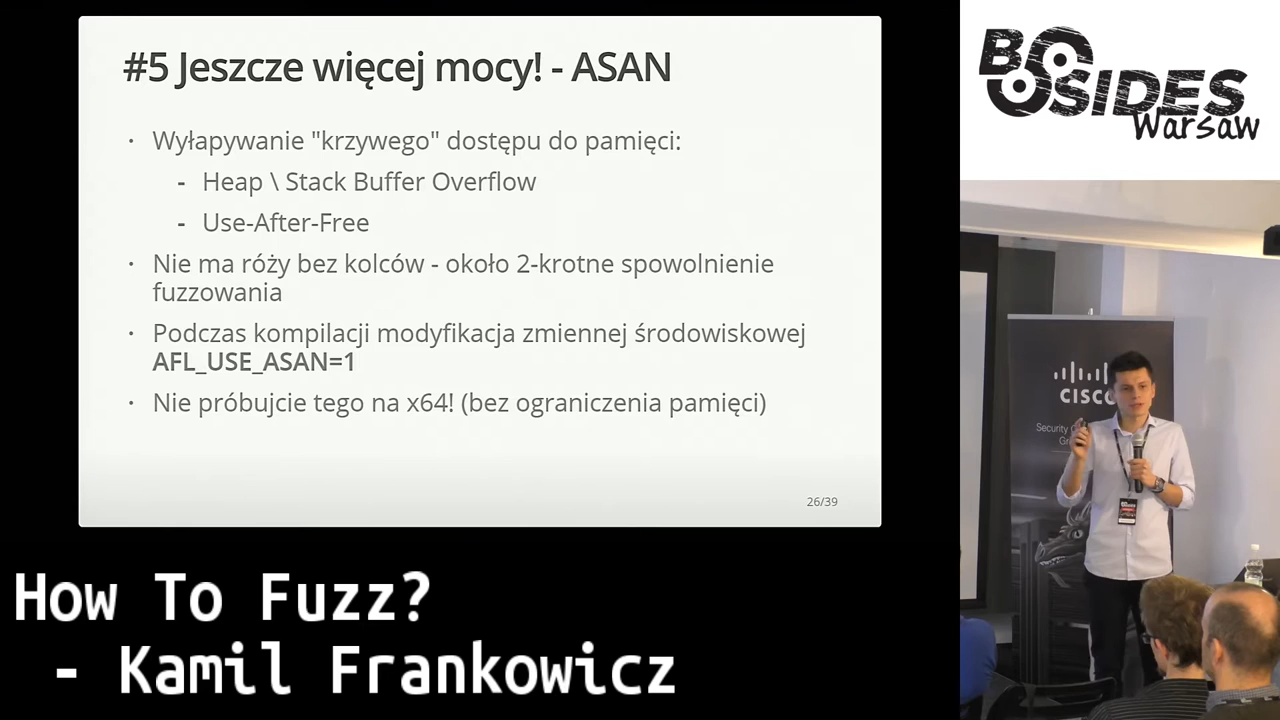 #5 Jeszcze więcej mocy! - ASAN
· Wyłapywanie "krzywego" dostępu do pamięci:
- Heap \ Stack Buffer Overflow
- Use-After-Free
· Nie ma róży bez kolców - około 2-krotne spowolnienie
fuzzowania
· Podczas kompilacji modyfikacja zmiennej środowiskowej
AFL_USE_ASAN=1
· Nie próbujcie tego na x64! (bez ograniczenia pamięci)
26/39
How To Fuzz?
- Kamil Frankowicz
BSIDES
Warsaw
CISCO
Security